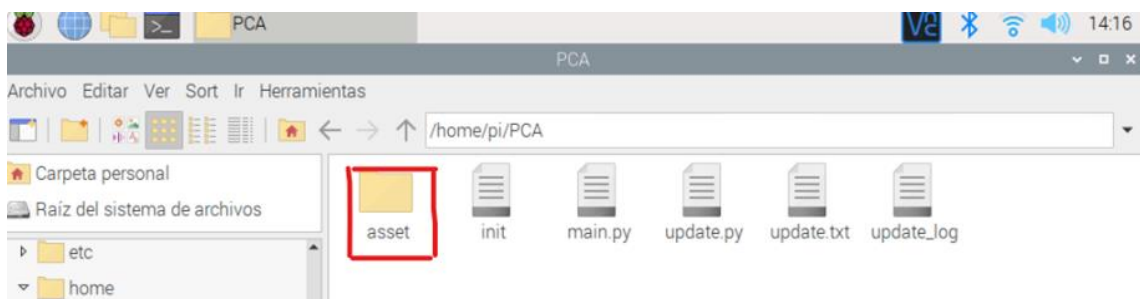 PCA
14:16
PCA
Archivo Editar Ver Sort Ir Herramientas
/home/pi/PCA
Carpeta personal
Raíz del sistema de archivos
etc
home
asset init main.py update.py update.txt update_log